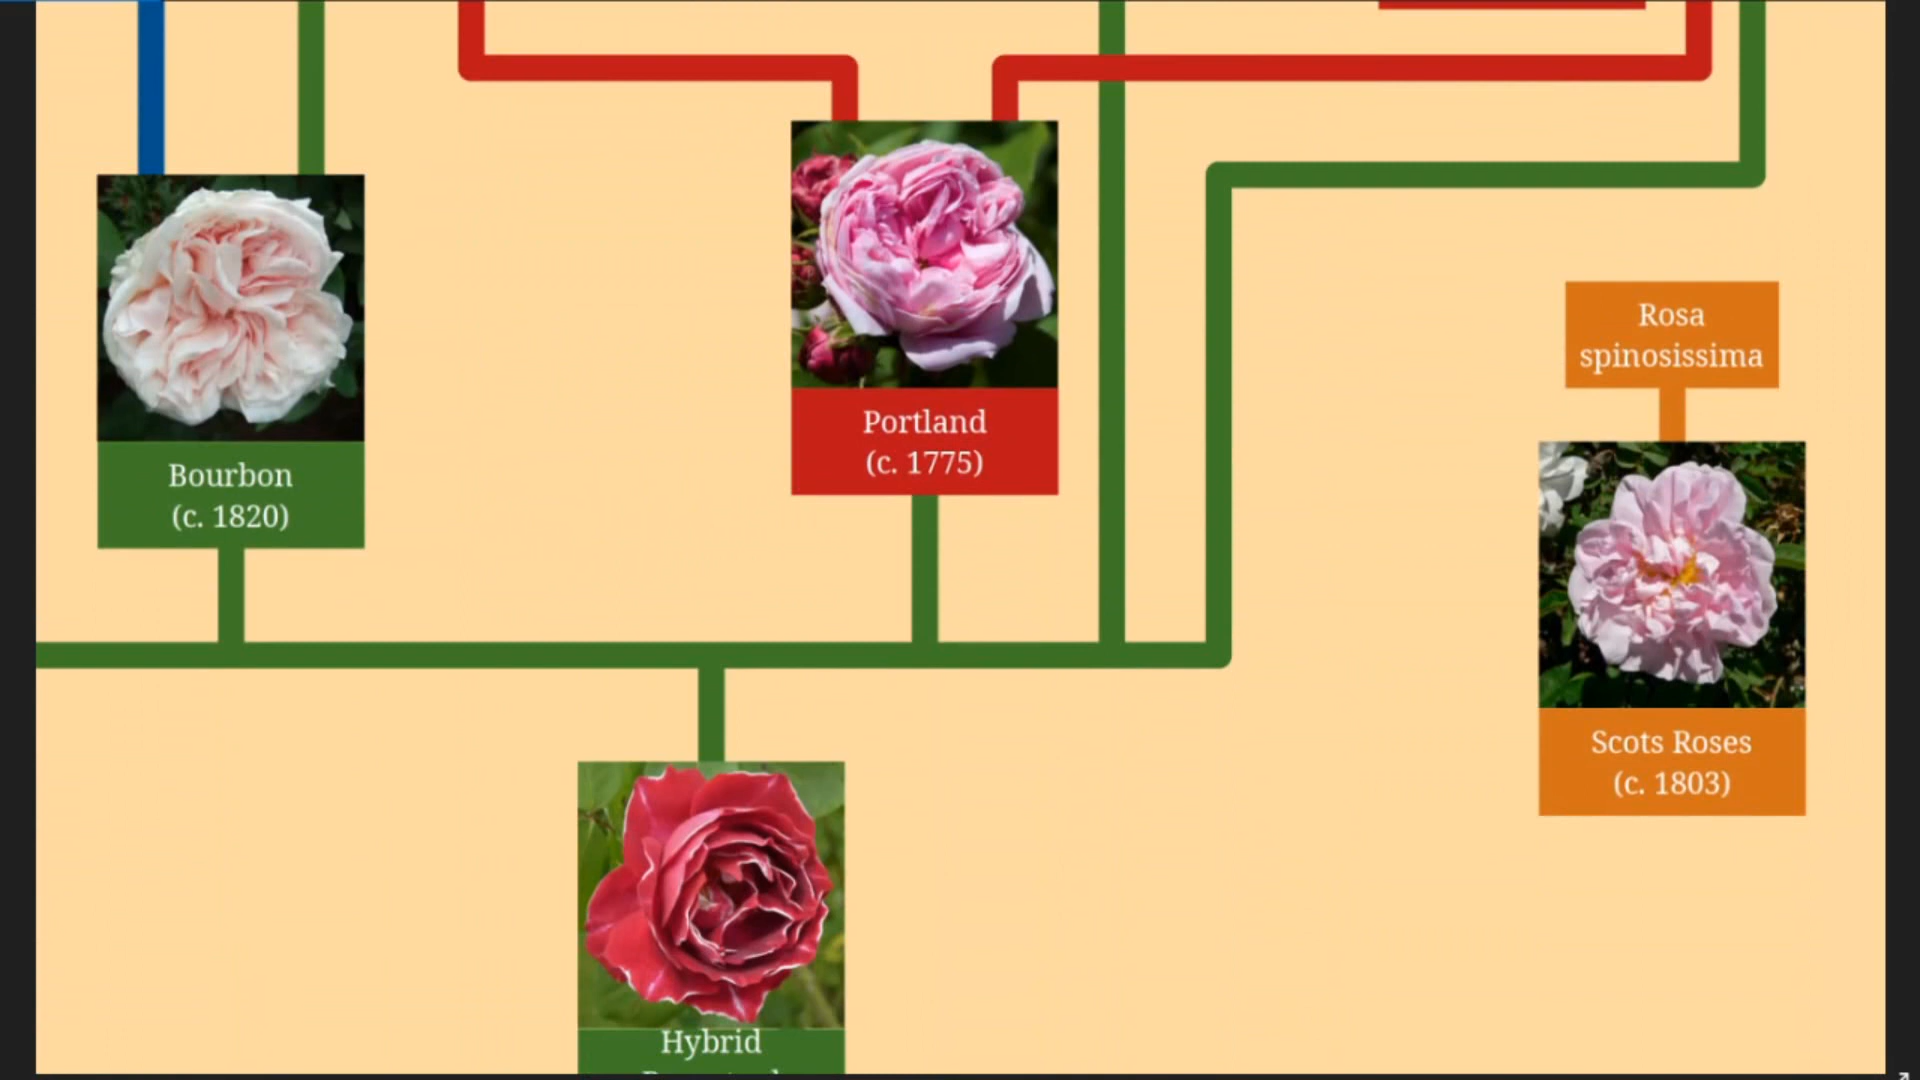 Rosa
spinosissima
Portland
(c. 1775)
Bourbon
(c. 1820)
Scots Roses
(c. 1803)
Hybrid